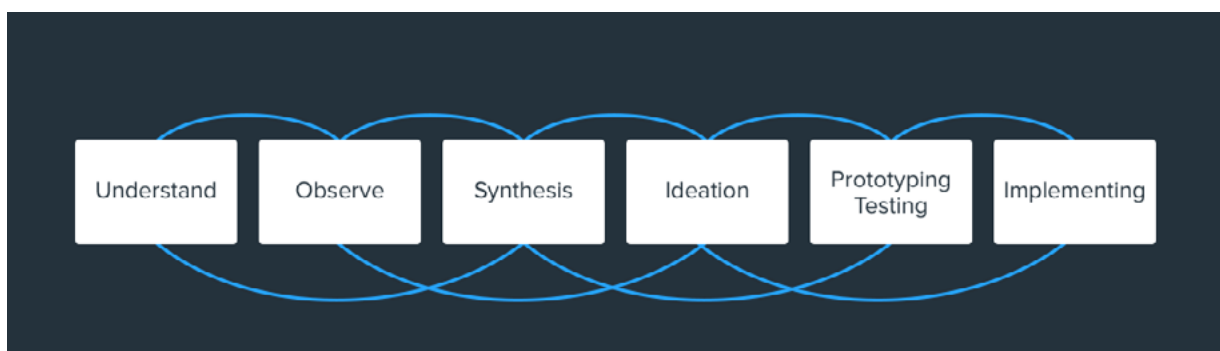 Understand
Observe
Synthesis
Ideation
Prototyping
Testing
Implementing